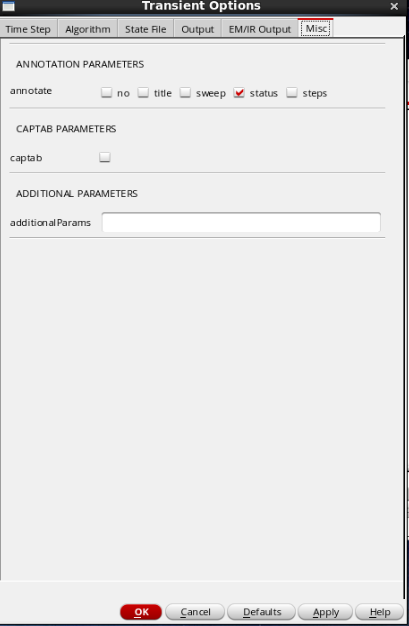 Transient Options
Time Step Algorithm State File Output EM/IR Output Misc
ANNOTATION PARAMETERS
annotate no title sweep status steps
CAPTAB PARAMETERS
captab
ADDITIONAL PARAMETERS
additionalParams
OK Cancel Defaults Apply Help